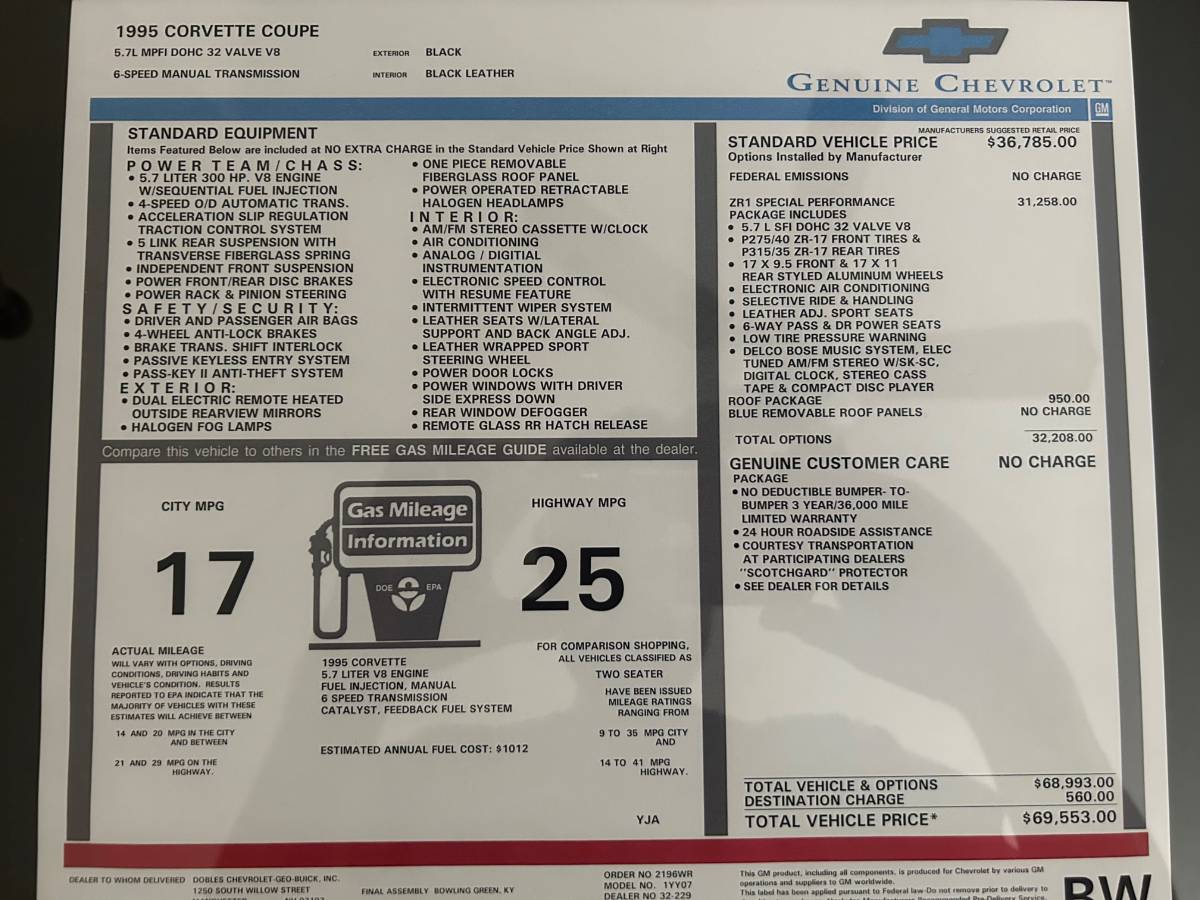 1995 CORVETTE COUPE
5.7L MPFI DOHC 32 VALVE V8
EXTERIOR BLACK
6-SPEED MANUAL TRANSMISSION
INTERIOR BLACK LEATHER
GENUINE CHEVROLET™
Division of General Motors Corporation
GM
STANDARD EQUIPMENT
Items Featured Below are included at NO EXTRA CHARGE in the Standard Vehicle Price Shown at Right
POWER TEAM/CHASS:
• 5.7 LITER 300 HP. V8 ENGINE
W/SEQUENTIAL FUEL INJECTION
• 4-SPEED O/D AUTOMATIC TRANS.
• ACCELERATION SLIP REGULATION
TRACTION CONTROL SYSTEM
• 5 LINK REAR SUSPENSION WITH
TRANSVERSE FIBERGLASS SPRING
• INDEPENDENT FRONT SUSPENSION
• POWER FRONT/REAR DISC BRAKES
• POWER RACK & PINION STEERING
SAFETY/SECURITY:
• DRIVER AND PASSENGER AIR BAGS
• 4-WHEEL ANTI-LOCK BRAKES
• BRAKE TRANS. SHIFT INTERLOCK
• PASSIVE KEYLESS ENTRY SYSTEM
• PASS-KEY II ANTI-THEFT SYSTEM
EXTERIOR:
• DUAL ELECTRIC REMOTE HEATED
OUTSIDE REARVIEW MIRRORS
• HALOGEN FOG LAMPS
• ONE PIECE REMOVABLE
FIBERGLASS ROOF PANEL
• POWER OPERATED RETRACTABLE
HALOGEN HEADLAMPS
INTERIOR:
• AM/FM STEREO CASSETTE W/CLOCK
• AIR CONDITIONING
• ANALOG / DIGITIAL
INSTRUMENTATION
• ELECTRONIC SPEED CONTROL
WITH RESUME FEATURE
• INTERMITTENT WIPER SYSTEM
• LEATHER SEATS W/LATERAL
SUPPORT AND BACK ANGLE ADJ.
• LEATHER WRAPPED SPORT
STEERING WHEEL
• POWER DOOR LOCKS
• POWER WINDOWS WITH DRIVER
SIDE EXPRESS DOWN
• REAR WINDOW DEFOGGER
• REMOTE GLASS RR HATCH RELEASE
MANUFACTURERS SUGGESTED RETAIL PRICE
STANDARD VEHICLE PRICE $36,785.00
Options Installed by Manufacturer
FEDERAL EMISSIONS NO CHARGE
ZR1 SPECIAL PERFORMANCE 31,258.00
PACKAGE INCLUDES
• 5.7 L SFI DOHC 32 VALVE V8
• P275/40 ZR-17 FRONT TIRES &
P315/35 ZR-17 REAR TIRES
• 17 X 9.5 FRONT & 17 X 11
REAR STYLED ALUMINUM WHEELS
• ELECTRONIC AIR CONDITIONING
• SELECTIVE RIDE & HANDLING
• LEATHER ADJ. SPORT SEATS
• 6-WAY PASS & DR POWER SEATS
• LOW TIRE PRESSURE WARNING
• DELCO BOSE MUSIC SYSTEM, ELEC
TUNED AM/FM STEREO W/SK-SC,
DIGITAL CLOCK, STEREO CASS
TAPE & COMPACT DISC PLAYER
ROOF PACKAGE 950.00
BLUE REMOVABLE ROOF PANELS NO CHARGE
TOTAL OPTIONS 32,208.00
GENUINE CUSTOMER CARE NO CHARGE
PACKAGE
• NO DEDUCTIBLE BUMPER- TO-
BUMPER 3 YEAR/36,000 MILE
LIMITED WARRANTY
• 24 HOUR ROADSIDE ASSISTANCE
• COURTESY TRANSPORTATION
AT PARTICIPATING DEALERS
"SCOTCHGARD" PROTECTOR
• SEE DEALER FOR DETAILS
TOTAL VEHICLE & OPTIONS $68,993.00
DESTINATION CHARGE 560.00
TOTAL VEHICLE PRICE* $69,553.00
Compare this vehicle to others in the FREE GAS MILEAGE GUIDE available at the dealer.
CITY MPG
17
Gas Mileage
Information
DOE EPA
HIGHWAY MPG
25
ACTUAL MILEAGE
WILL VARY WITH OPTIONS, DRIVING
CONDITIONS, DRIVING HABITS AND
VEHICLE'S CONDITION. RESULTS
REPORTED TO EPA INDICATE THAT THE
MAJORITY OF VEHICLES WITH THESE
ESTIMATES WILL ACHIEVE BETWEEN
14 AND 20 MPG IN THE CITY
AND BETWEEN
21 AND 29 MPG ON THE
HIGHWAY.
1995 CORVETTE
5.7 LITER V8 ENGINE
FUEL INJECTION, MANUAL
6 SPEED TRANSMISSION
CATALYST, FEEDBACK FUEL SYSTEM
ESTIMATED ANNUAL FUEL COST: $1012
FOR COMPARISON SHOPPING,
ALL VEHICLES CLASSIFIED AS
TWO SEATER
HAVE BEEN ISSUED
MILEAGE RATINGS
RANGING FROM
9 TO 35 MPG CITY
AND
14 TO 41 MPG
HIGHWAY.
YJA
DEALER TO WHOM DELIVERED DOBLES CHEVROLET-GEO-BUICK, INC.
1250 SOUTH WILLOW STREET
FINAL ASSEMBLY BOWLING GREEN, KY
ORDER NO 2196WR
MODEL NO. 1YY07
DEALER NO 32-229
This GM product, including all components, is produced for Chevrolet by various GM
operations and suppliers to GM worldwide.
This label has been applied pursuant to Federal law-Do not remove prior to delivery to
BW